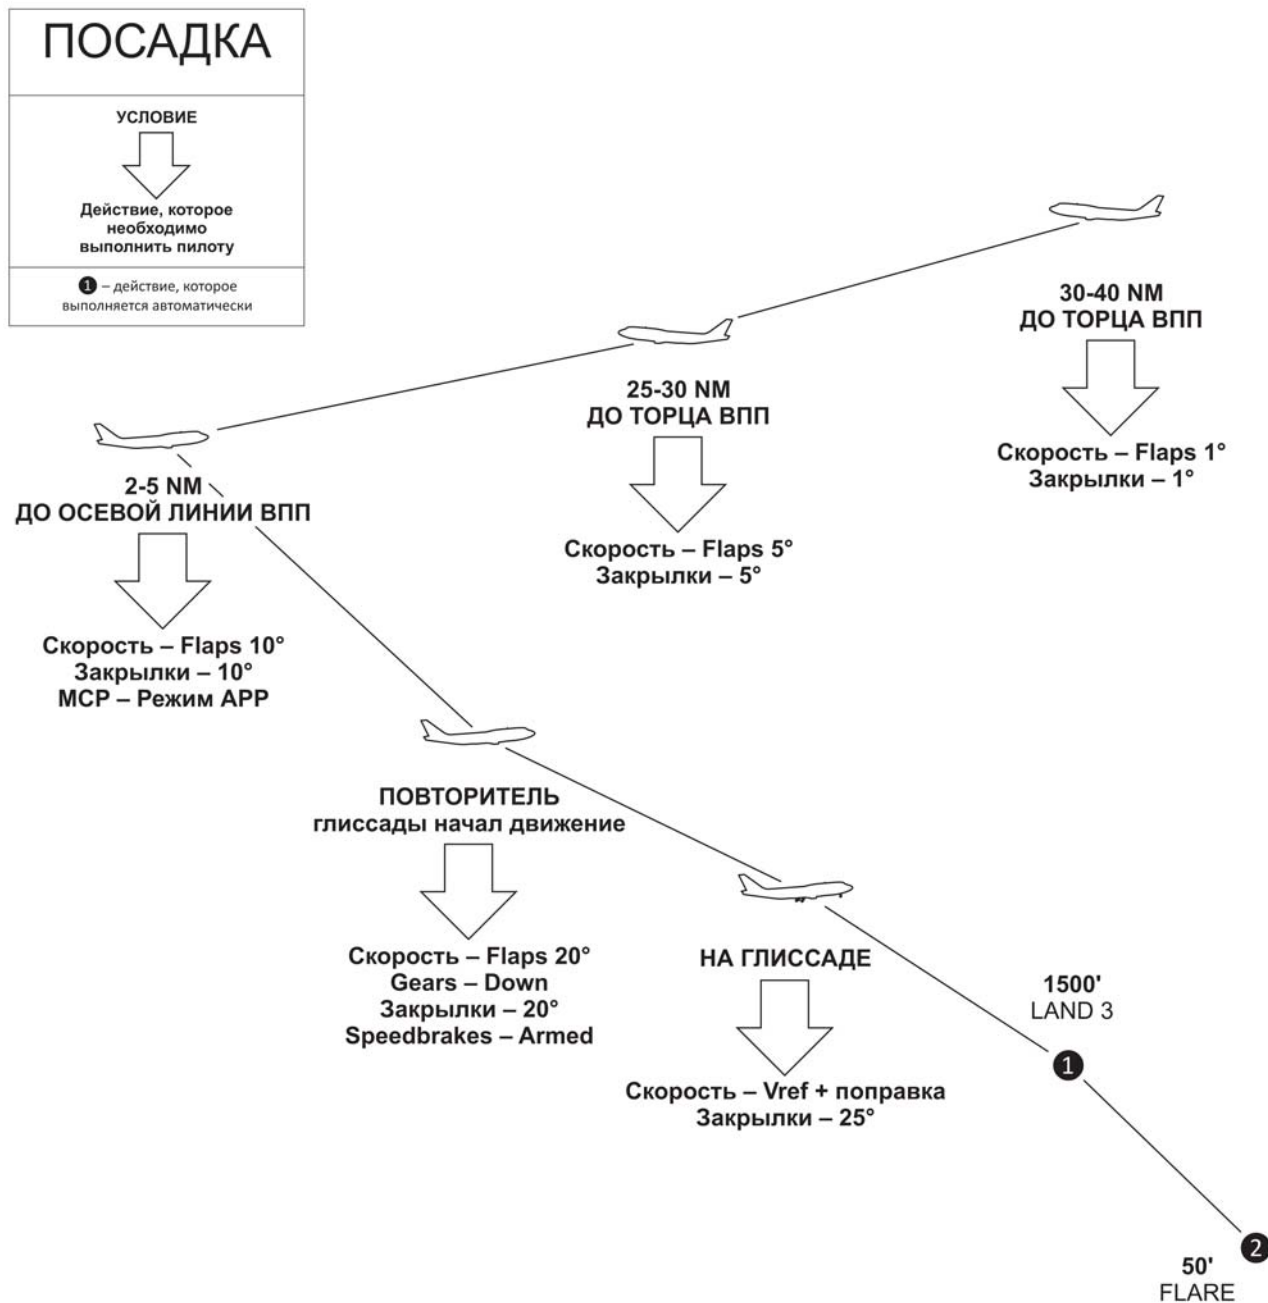 ПОСАДКА
УСЛОВИЕ
Действие, которое
необходимо
выполнить пилоту
1 – действие, которое
выполняется автоматически
30-40 NM
ДО ТОРЦА ВПП
Скорость – Flaps 1°
Закрылки – 1°
25-30 NM
ДО ТОРЦА ВПП
Скорость – Flaps 5°
Закрылки – 5°
2-5 NM
ДО ОСЕВОЙ ЛИНИИ ВПП
Скорость – Flaps 10°
Закрылки – 10°
MCP – Режим APP
ПОВТОРИТЕЛЬ
глиссады начал движение
Скорость – Flaps 20°
Gears – Down
Закрылки – 20°
Speedbrakes – Armed
НА ГЛИССАДЕ
Скорость – Vref + поправка
Закрылки – 25°
1500'
LAND 3
1
2
50'
FLARE